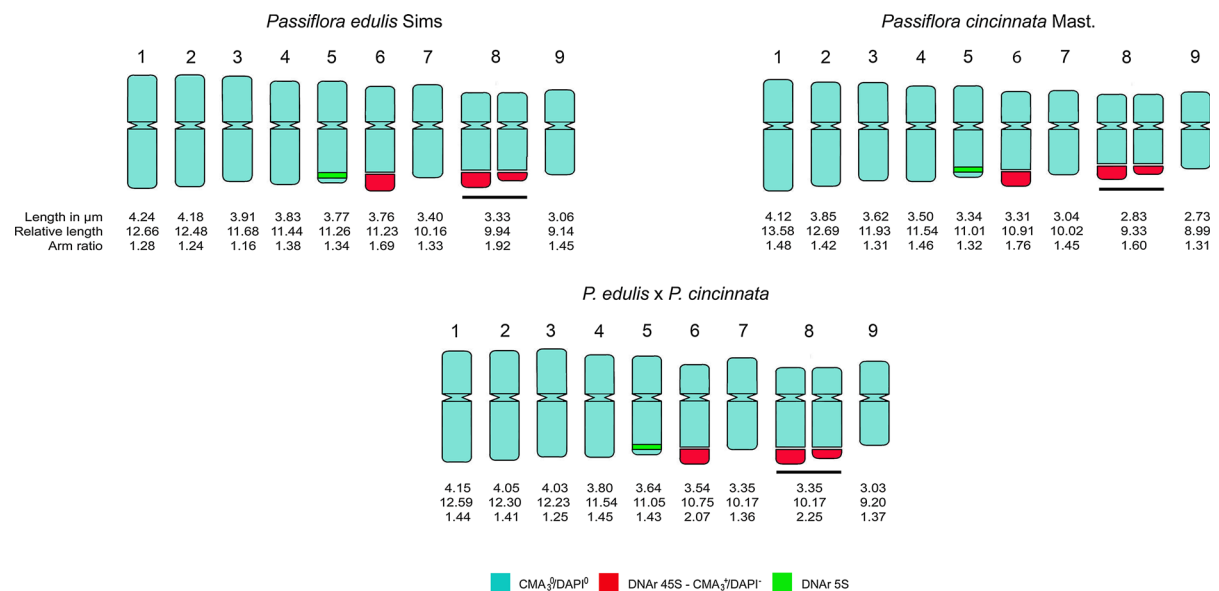 Passiflora edulis Sims
1 2 3 4 5 6 7 8 9
Length in µm 4.24 4.18 3.91 3.83 3.77 3.76 3.40 3.33 3.06
Relative length 12.66 12.48 11.68 11.44 11.26 11.23 10.16 9.94 9.14
Arm ratio 1.28 1.24 1.16 1.38 1.34 1.69 1.33 1.92 1.45
Passiflora cincinnata Mast.
1 2 3 4 5 6 7 8 9
4.12 3.85 3.62 3.50 3.34 3.31 3.04 2.83 2.73
13.58 12.69 11.93 11.54 11.01 10.91 10.02 9.33 8.99
1.48 1.42 1.31 1.46 1.32 1.76 1.45 1.60 1.31
P. edulis x P. cincinnata
1 2 3 4 5 6 7 8 9
4.15 4.05 4.03 3.80 3.64 3.54 3.35 3.35 3.03
12.59 12.30 12.23 11.54 11.05 10.75 10.17 10.17 9.20
1.44 1.41 1.25 1.45 1.43 2.07 1.36 2.25 1.37
CMA₃⁰/DAPI⁰ DNAr 45S - CMA₃⁺/DAPI⁻ DNAr 5S